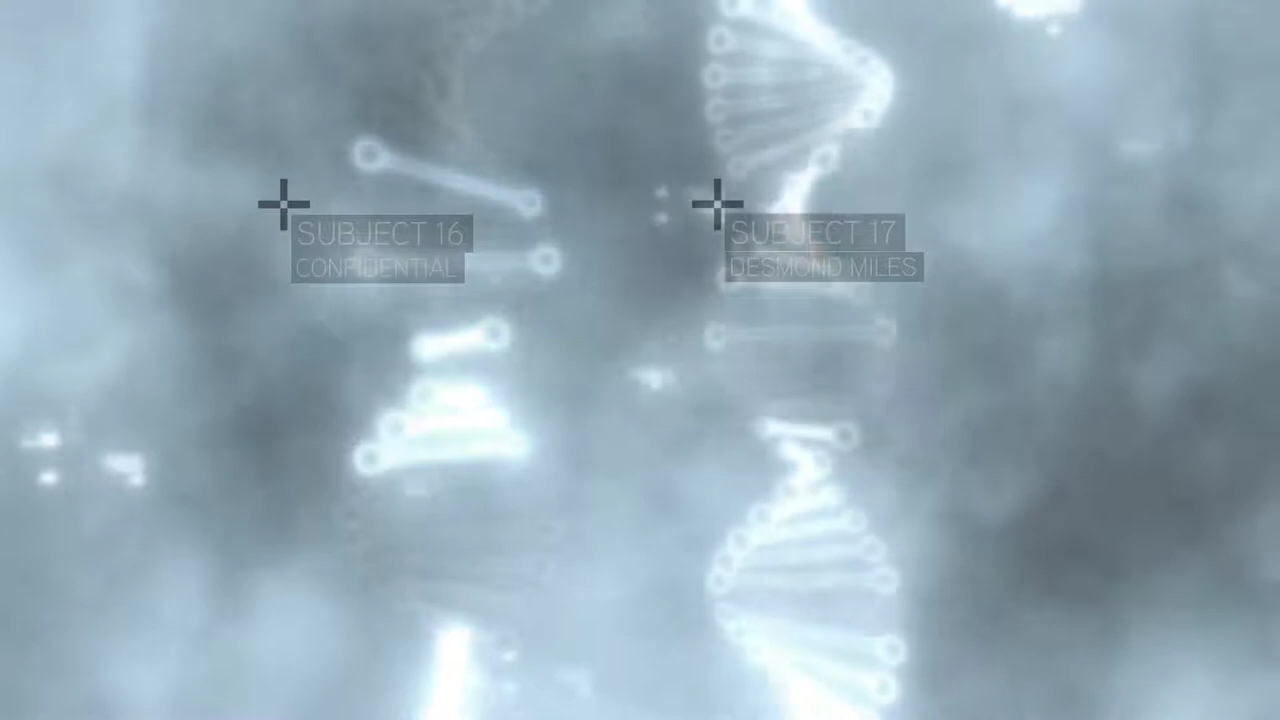 SUBJECT 16
CONFIDENTIAL
SUBJECT 17
DESMOND MILES